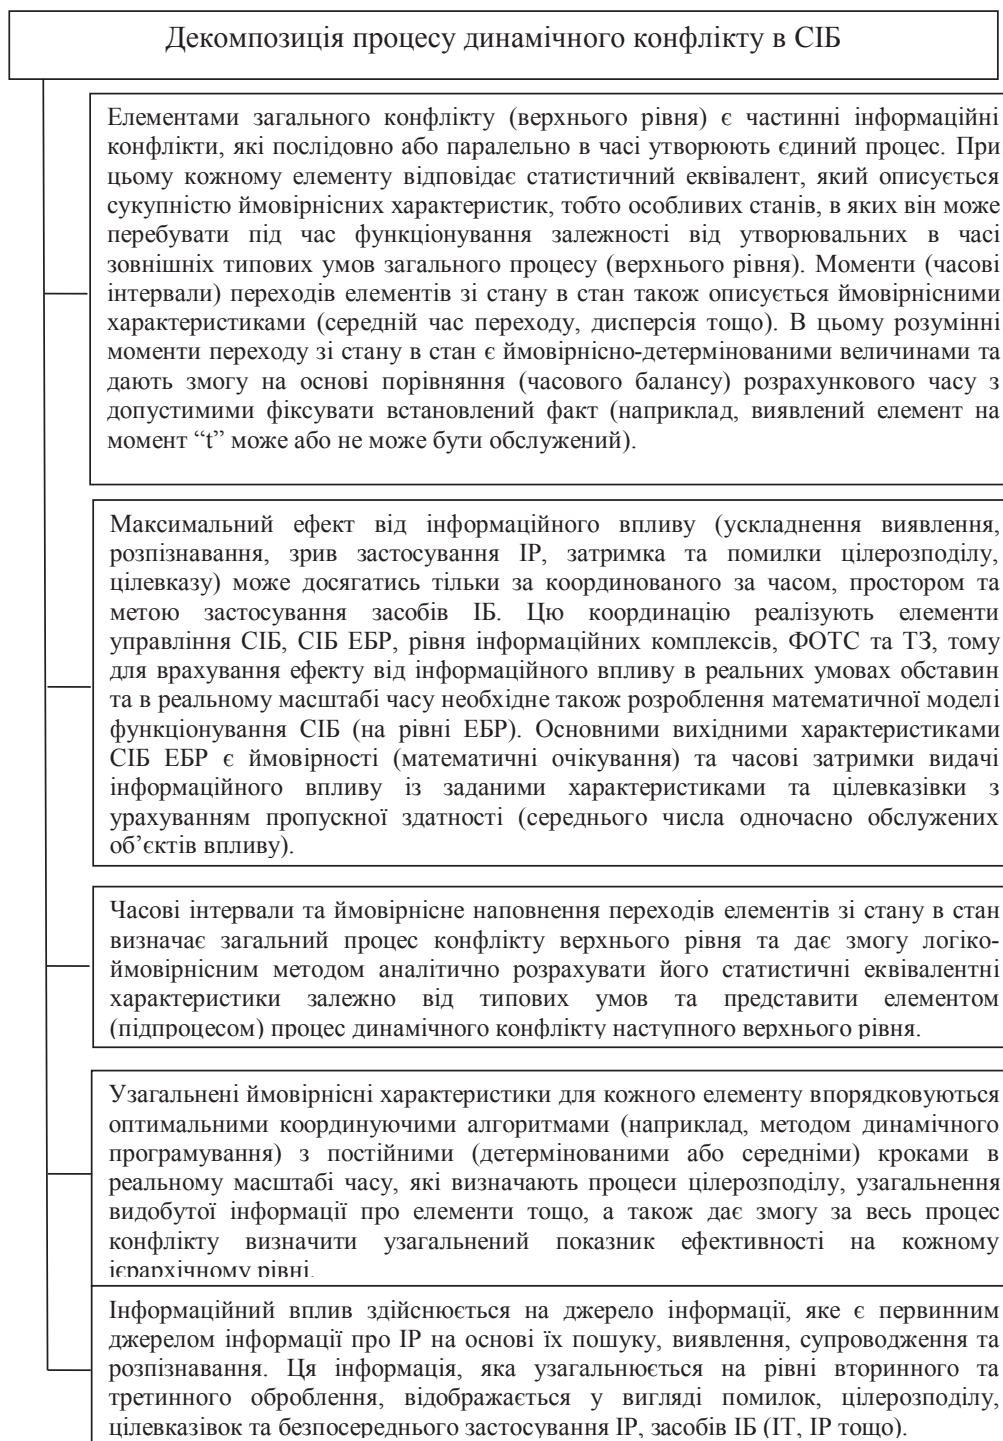 Декомпозиція процесу динамічного конфлікту в СІБ
Елементами загального конфлікту (верхнього рівня) є частинні інформаційні
конфлікти, які послідовно або паралельно в часі утворюють єдиний процес. При
цьому кожному елементу відповідає статистичний еквівалент, який описується
сукупністю ймовірнісних характеристик, тобто особливих станів, в яких він може
перебувати під час функціонування залежності від утворювальних в часі
зовнішніх типових умов загального процесу (верхнього рівня). Моменти (часові
інтервали) переходів елементів зі стану в стан також описується ймовірнісними
характеристиками (середній час переходу, дисперсія тощо). В цьому розумінні
моменти переходу зі стану в стан є ймовірнісно-детермінованими величинами та
дають змогу на основі порівняння (часового балансу) розрахункового часу з
допустимими фіксувати встановлений факт (наприклад, виявлений елемент на
момент “t” може або не може бути обслужений).
Максимальний ефект від інформаційного впливу (ускладнення виявлення,
розпізнавання, зрив застосування ІР, затримка та помилки цілерозподілу,
цілевказу) може досягатись тільки за координованого за часом, простором та
метою застосування засобів ІБ. Цю координацію реалізують елементи
управління СІБ, СІБ ЕБР, рівня інформаційних комплексів, ФОТС та ТЗ, тому
для врахування ефекту від інформаційного впливу в реальних умовах обставин
та в реальному масштабі часу необхідне також розроблення математичної моделі
функціонування СІБ (на рівні ЕБР). Основними вихідними характеристиками
СІБ ЕБР є ймовірності (математичні очікування) та часові затримки видачі
інформаційного впливу із заданими характеристиками та цілевказівки з
урахуванням пропускної здатності (середнього числа одночасно обслужених
об’єктів впливу).
Часові інтервали та ймовірнісне наповнення переходів елементів зі стану в стан
визначає загальний процес конфлікту верхнього рівня та дає змогу логіко-
ймовірнісним методом аналітично розрахувати його статистичні еквівалентні
характеристики залежно від типових умов та представити елементом
(підпроцесом) процес динамічного конфлікту наступного верхнього рівня.
Узагальнені ймовірнісні характеристики для кожного елементу впорядковуються
оптимальними координуючими алгоритмами (наприклад, методом динамічного
програмування) з постійними (детермінованими або середніми) кроками в
реальному масштабі часу, які визначають процеси цілерозподілу, узагальнення
видобутої інформації про елементи тощо, а також дає змогу за весь процес
конфлікту визначити узагальнений показник ефективності на кожному
ієрархічному рівні.
Інформаційний вплив здійснюється на джерело інформації, яке є первинним
джерелом інформації про ІР на основі їх пошуку, виявлення, супроводження та
розпізнавання. Ця інформація, яка узагальнюється на рівні вторинного та
третинного оброблення, відображається у вигляді помилок, цілерозподілу,
цілевказівок та безпосереднього застосування ІР, засобів ІБ (ІТ, ІР тощо).